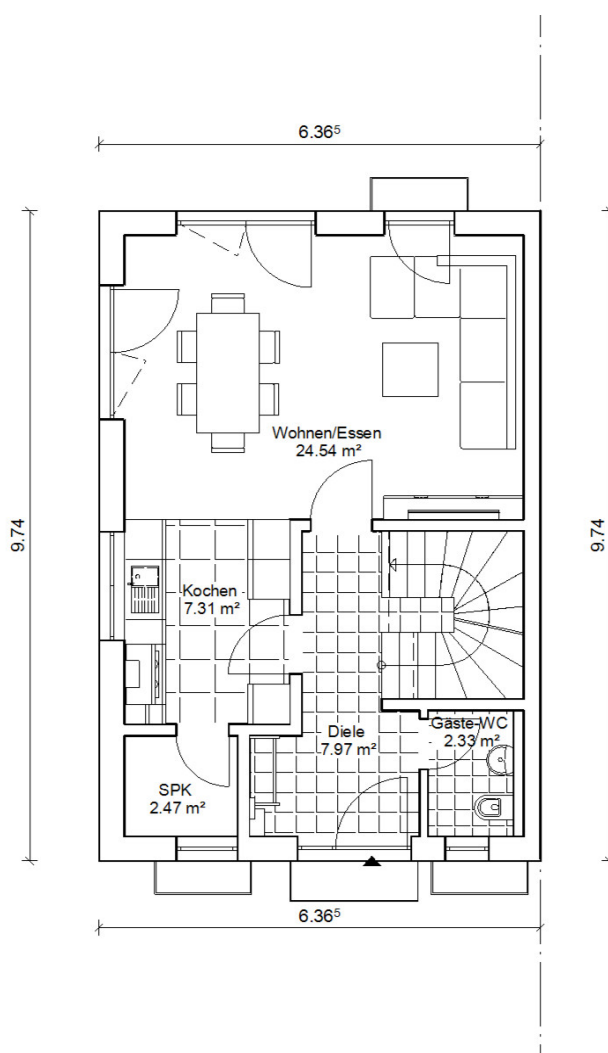 6.36⁵
Wohnen/Essen
24.54 m²
9.74
9.74
Kochen
7.31 m²
Diele
7.97 m²
Gäste-WC
2.33 m²
SPK
2.47 m²
6.36⁵